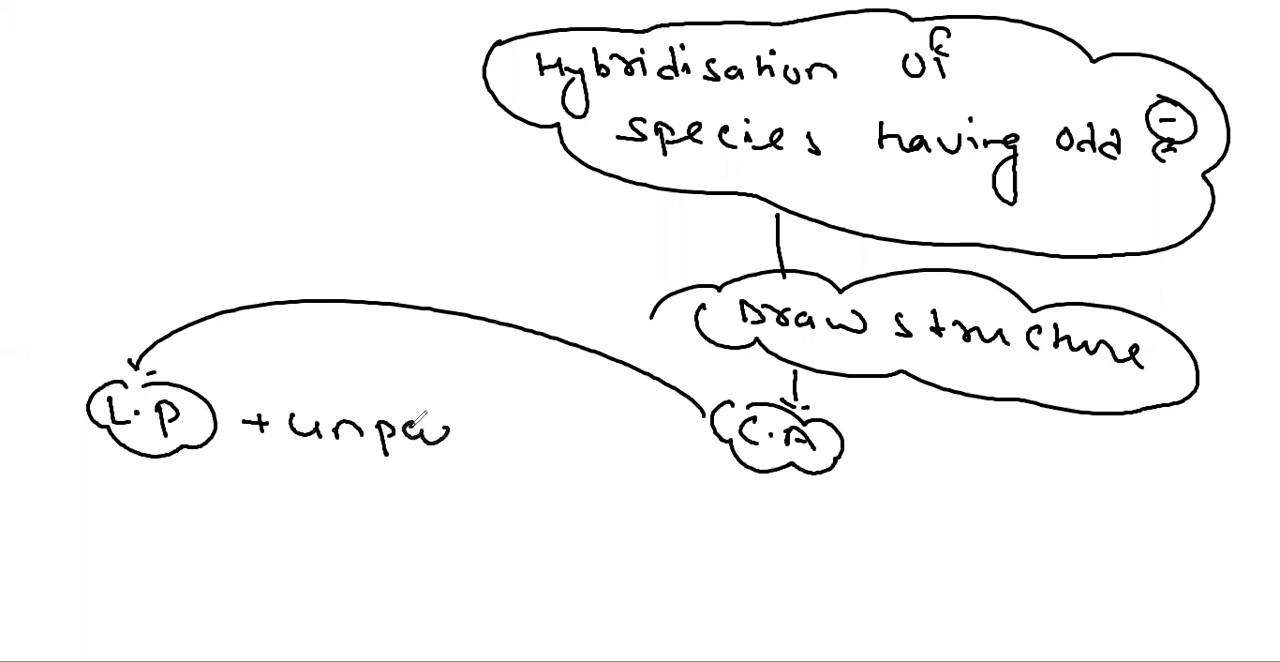 Hybridisation of
species having odd e⁻
Draw structure
L.P + unpa
C.A